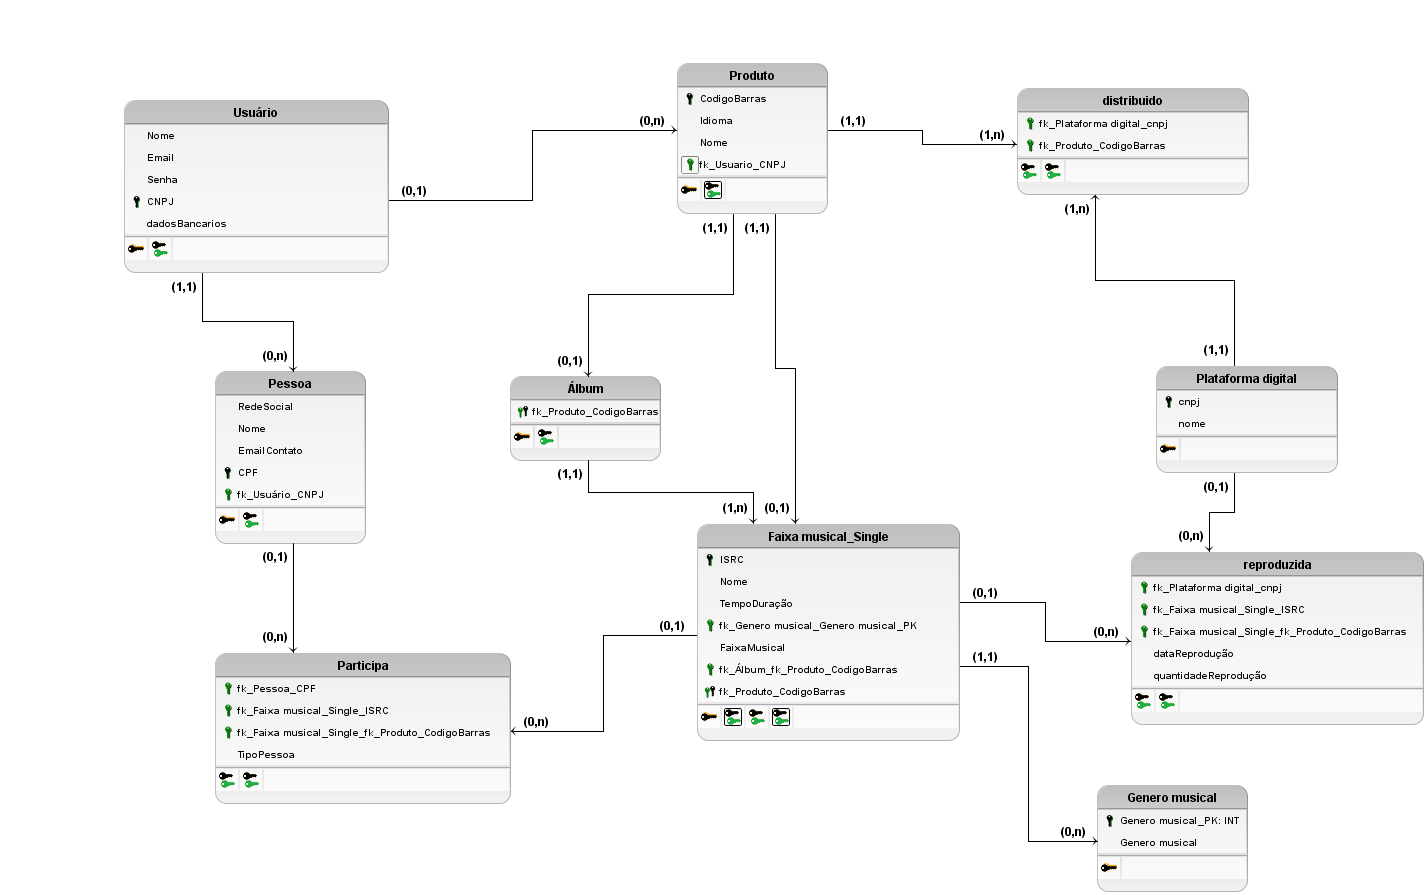 Usuário
Nome
Email
Senha
CNPJ
dadosBancarios
(0,1)
(0,n)
(1,1)
(0,n)
Produto
CodigoBarras
Idioma
Nome
fk_Usuario_CNPJ
(1,1)
(1,n)
(1,1)
(1,1)
distribuido
fk_Plataforma digital_cnpj
fk_Produto_CodigoBarras
(1,n)
(1,1)
Pessoa
RedeSocial
Nome
EmailContato
CPF
fk_Usuário_CNPJ
(0,1)
(0,n)
(0,1)
Álbum
fk_Produto_CodigoBarras
(1,1)
(1,n)
(0,1)
Plataforma digital
cnpj
nome
(0,1)
(0,n)
Faixa musical_Single
ISRC
Nome
TempoDuração
fk_Genero musical_Genero musical_PK
FaixaMusical
fk_Álbum_fk_Produto_CodigoBarras
fk_Produto_CodigoBarras
(0,1)
(0,n)
(0,1)
(0,n)
(1,1)
(0,n)
reproduzida
fk_Plataforma digital_cnpj
fk_Faixa musical_Single_ISRC
fk_Faixa musical_Single_fk_Produto_CodigoBarras
dataReprodução
quantidadeReprodução
Participa
fk_Pessoa_CPF
fk_Faixa musical_Single_ISRC
fk_Faixa musical_Single_fk_Produto_CodigoBarras
TipoPessoa
Genero musical
Genero musical_PK: INT
Genero musical